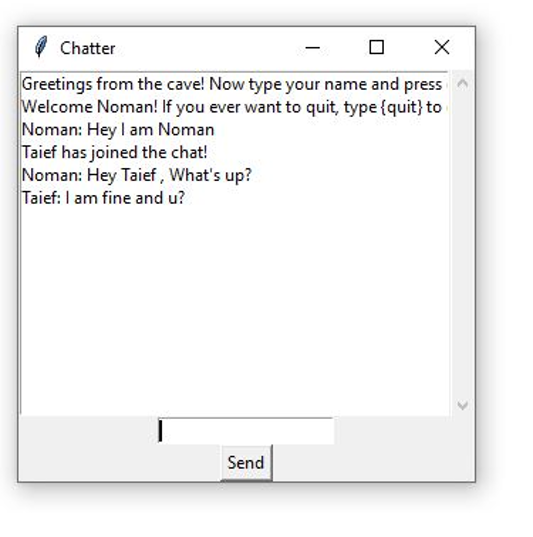 Chatter
Greetings from the cave! Now type your name and press
Welcome Noman! If you ever want to quit, type {quit} to
Noman: Hey I am Noman
Taief has joined the chat!
Noman: Hey Taief , What's up?
Taief: I am fine and u?
Send